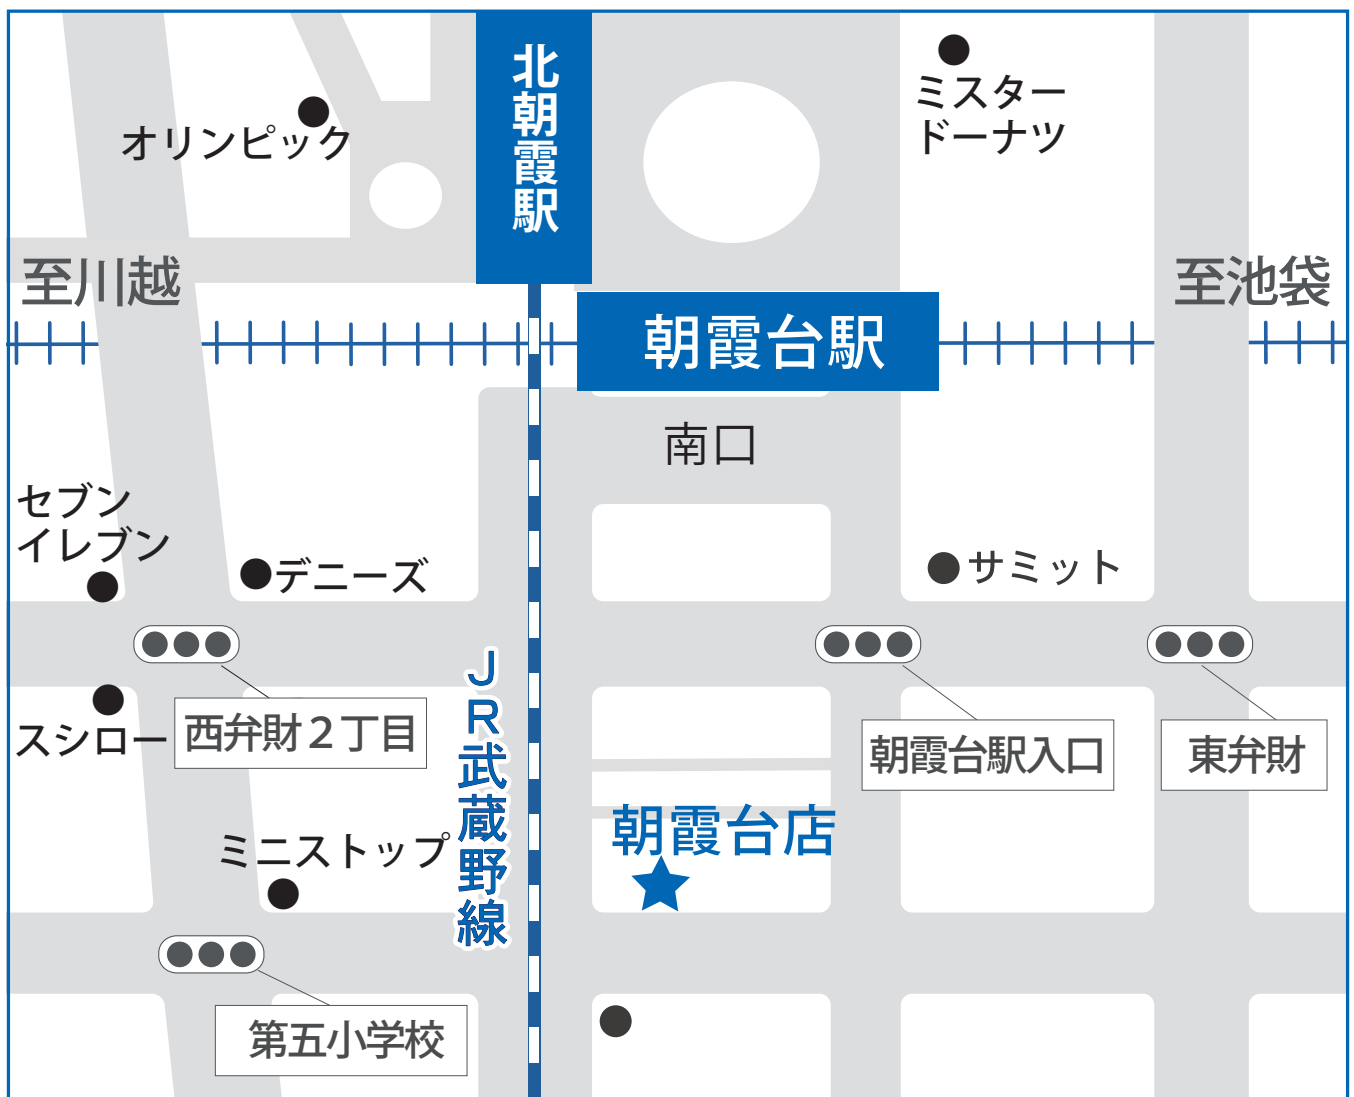 北朝霞駅
ミスター
ドーナツ
オリンピック
至川越
至池袋
朝霞台駅
南口
セブン
イレブン
デニーズ
サミット
JR武蔵野線
スシロー
西弁財２丁目
朝霞台駅入口
東弁財
朝霞台店
ミニストップ
第五小学校